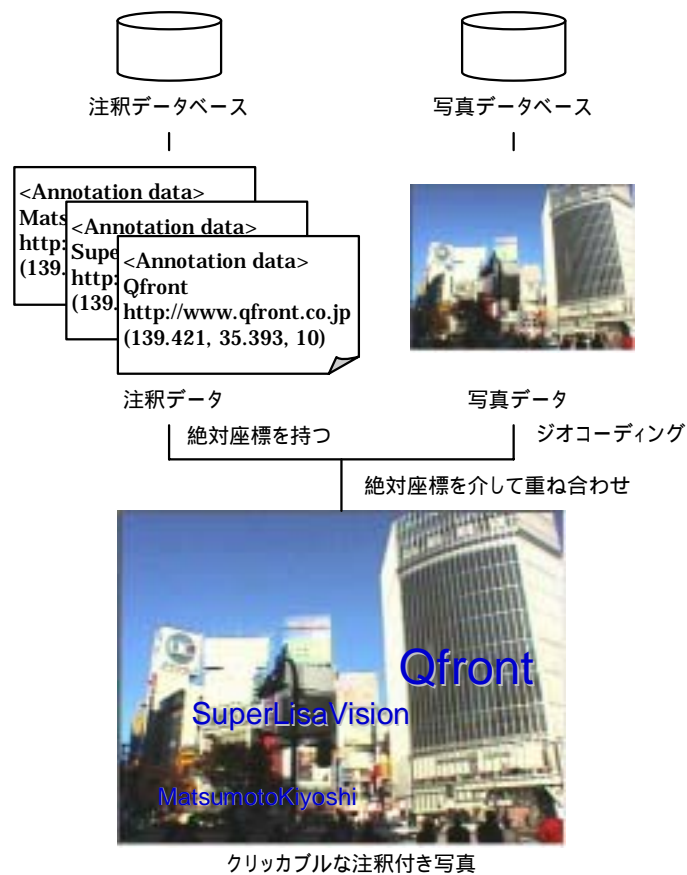 注釈データベース
写真データベース
<Annotation data>
Mats
http:
(139.
<Annotation data>
Supe
http:
(139.
<Annotation data>
Qfront
http://www.qfront.co.jp
(139.421, 35.393, 10)
注釈データ
写真データ
絶対座標を持つ
ジオコーディング
絶対座標を介して重ね合わせ
Qfront
SuperLisaVision
MatsumotoKiyoshi
クリッカブルな注釈付き写真